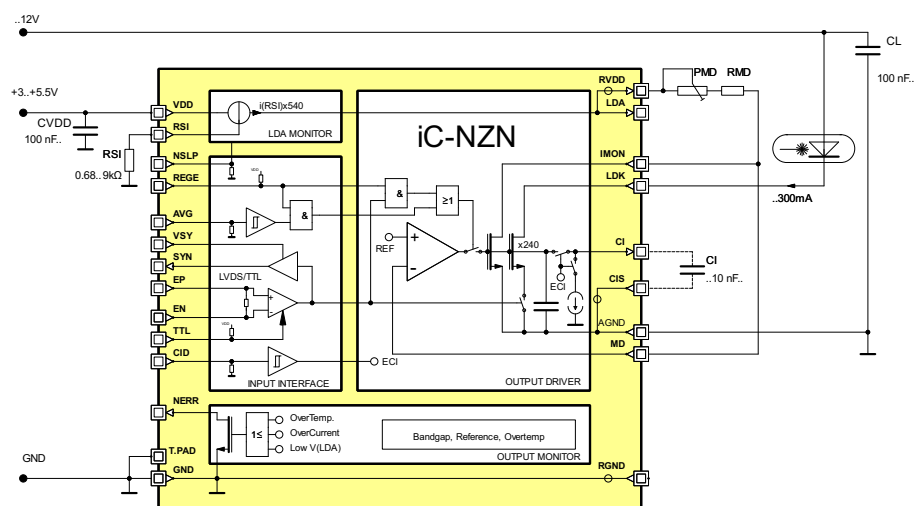 ..12V
CL
100 nF..
+3..+5.5V
CVDD
100 nF..
RSI
0.68..9kΩ
VDD
RSI
NSLP
REGE
AVG
VSY
SYN
EP
EN
TTL
CID
NERR
T.PAD
GND
GND
i(RSI)x540
LDA MONITOR
VDD
&
LVDS/TTL
+
-
VDD
INPUT INTERFACE
ECI
iC-NZN
&
≥1
REF
+
-
x240
ECI
OUTPUT DRIVER
OverTemp.
OverCurrent
Low V(LDA)
1≤
Bandgap, Reference, Overtemp
OUTPUT MONITOR
RVDD
LDA
IMON
LDK
CI
CIS
AGND
MD
RGND
PMD
RMD
..300mA
CI
..10 nF..